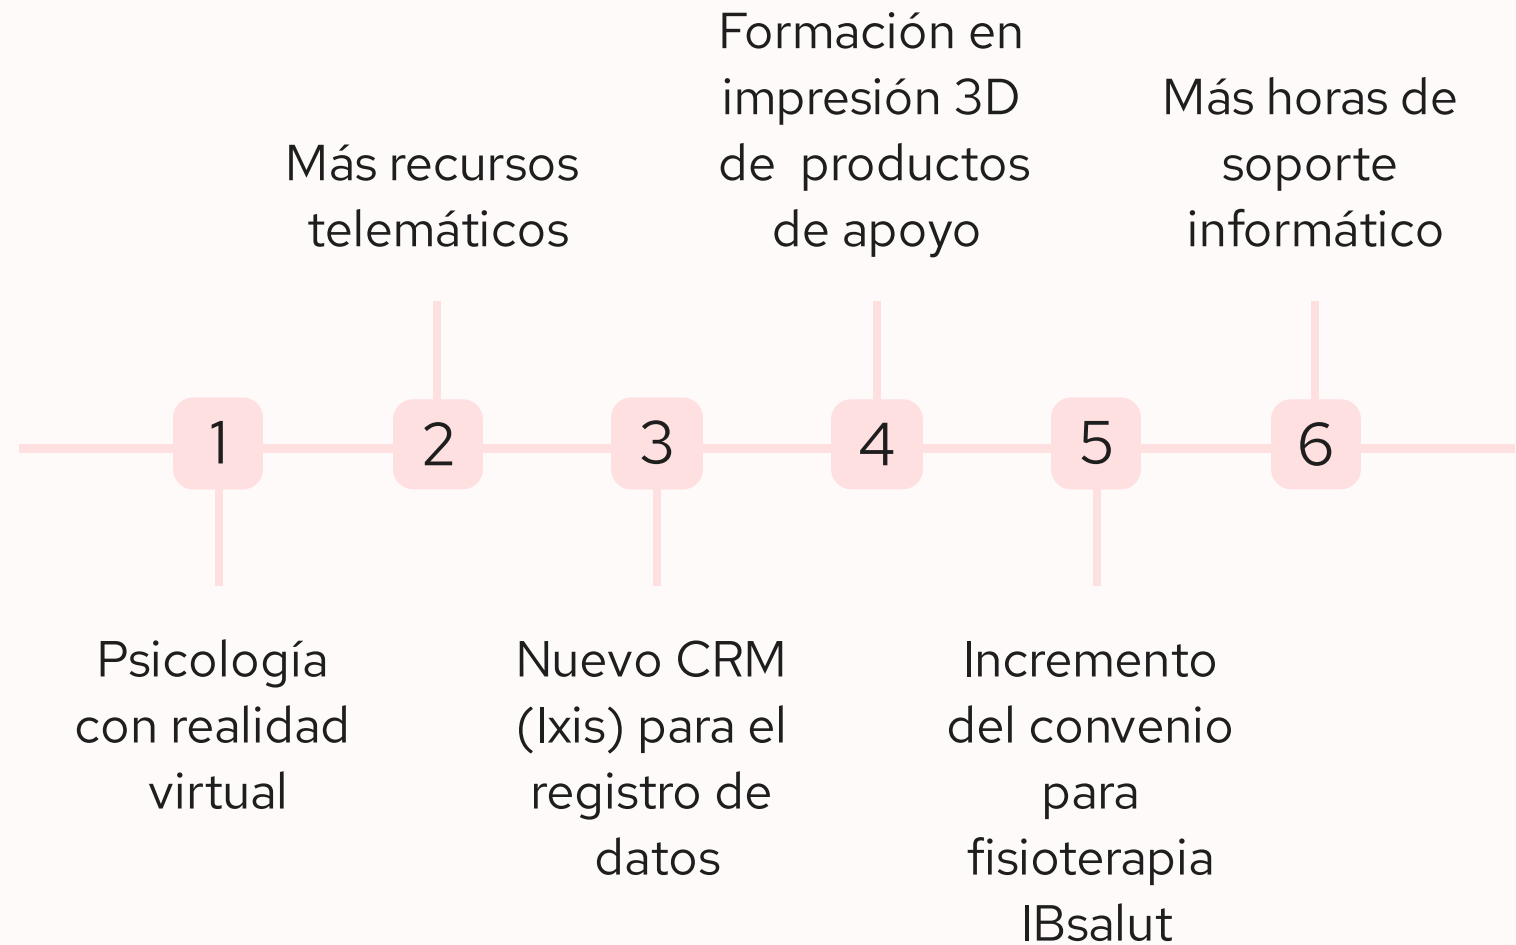 Formación en
impresión 3D
de productos
de apoyo
Más horas de
soporte
informático
Más recursos
telemáticos
1
2
3
4
5
6
Psicología
con realidad
virtual
Nuevo CRM
(Ixis) para el
registro de
datos
Incremento
del convenio
para
fisioterapia
IBsalut